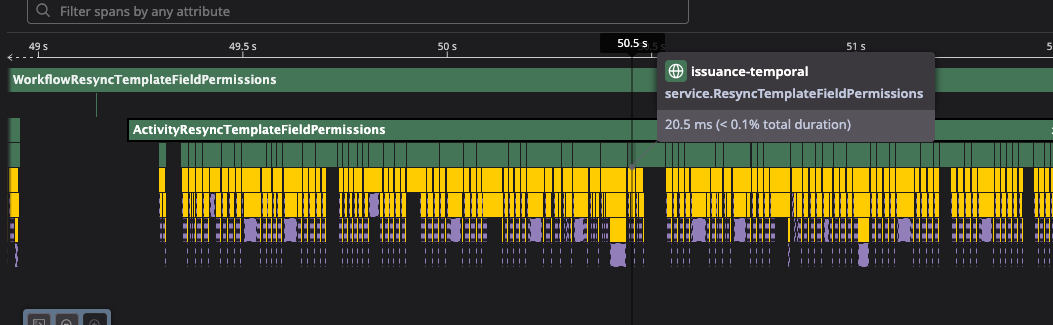 Filter spans by any attribute
49 s 49.5 s 50 s 50.5 s 51 s
WorkflowResyncTemplateFieldPermissions
issuance-temporal
service.ResyncTemplateFieldPermissions
20.5 ms (< 0.1% total duration)
ActivityResyncTemplateFieldPermissions